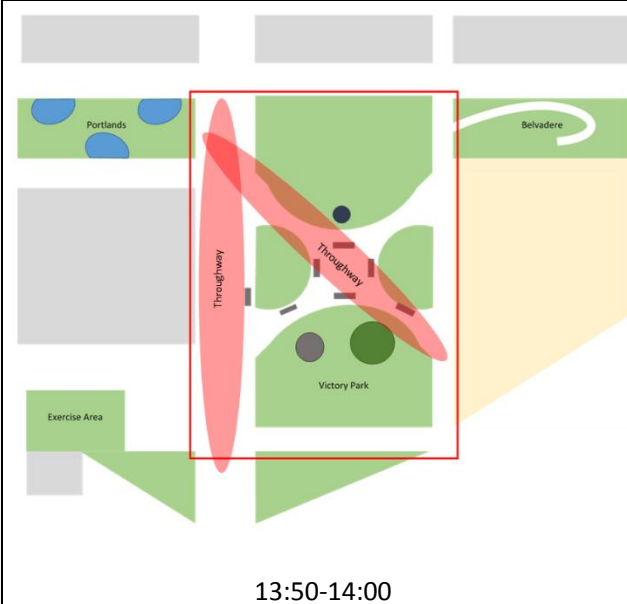 Portlands
Belvadere
Throughway
Throughway
Victory Park
Exercise Area
13:50-14:00